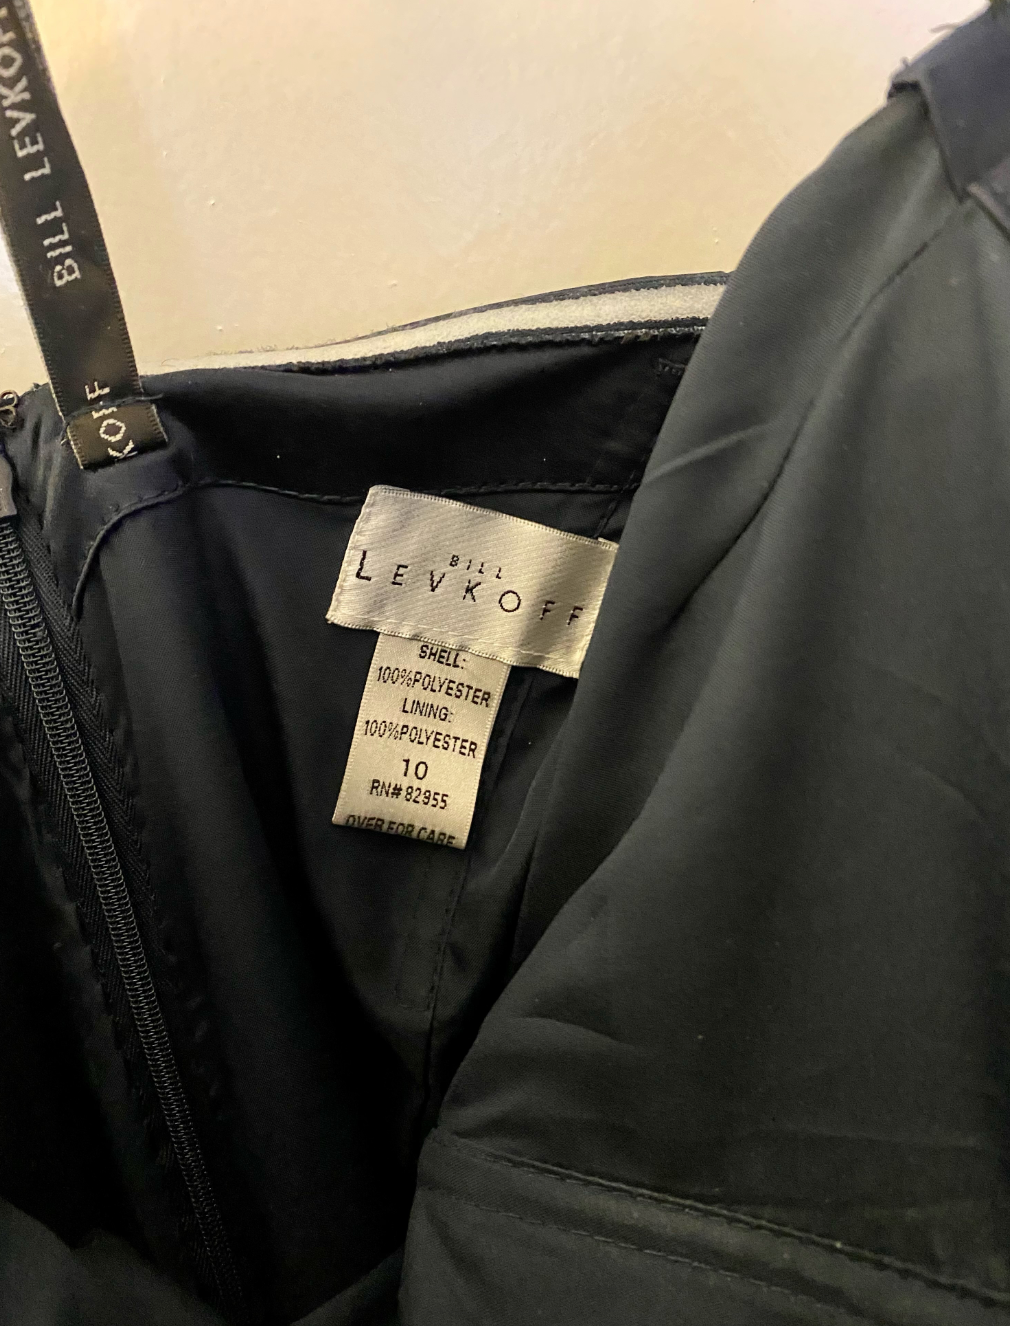 BILL LEVKOFF
KOFF
BILL
LEVKOFF
SHELL:
100%POLYESTER
LINING:
100%POLYESTER
10
RN# 82955
OVER FOR CARE